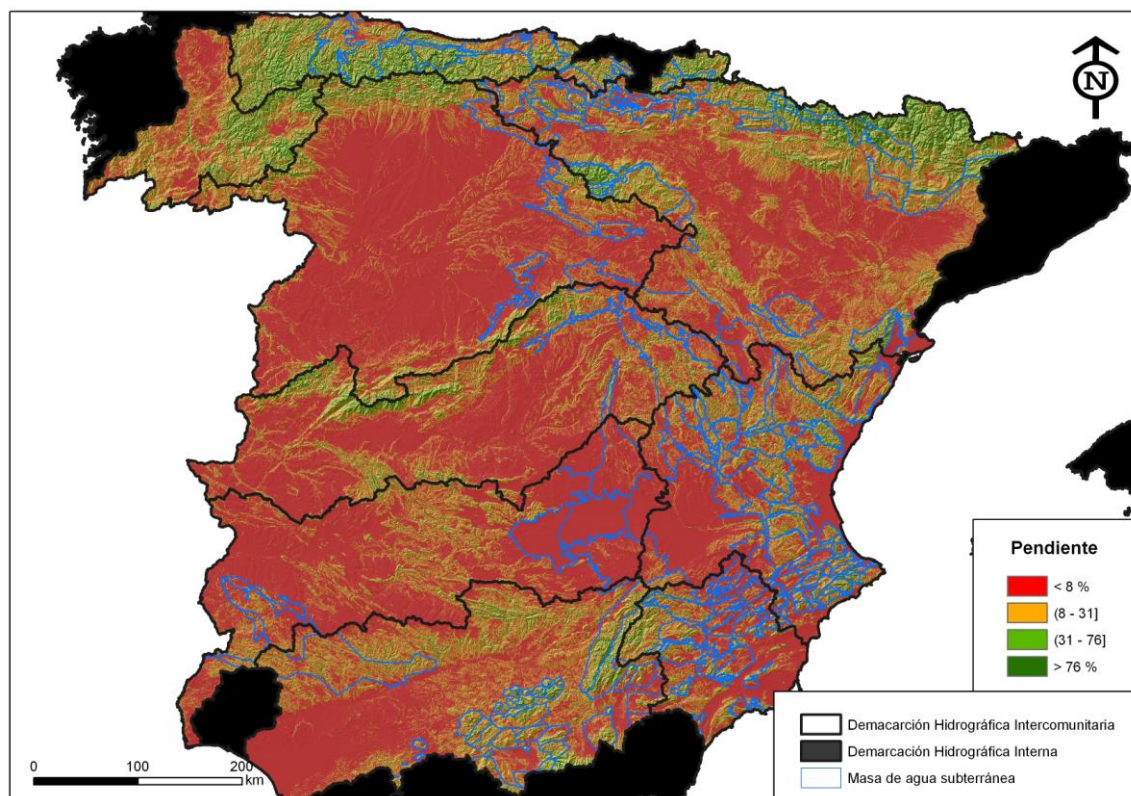 N
Pendiente
< 8 %
(8 - 31]
(31 - 76]
> 76 %
Demacarción Hidrográfica Intercomunitaria
Demarcación Hidrográfica Interna
Masa de agua subterránea
0 100 200
km